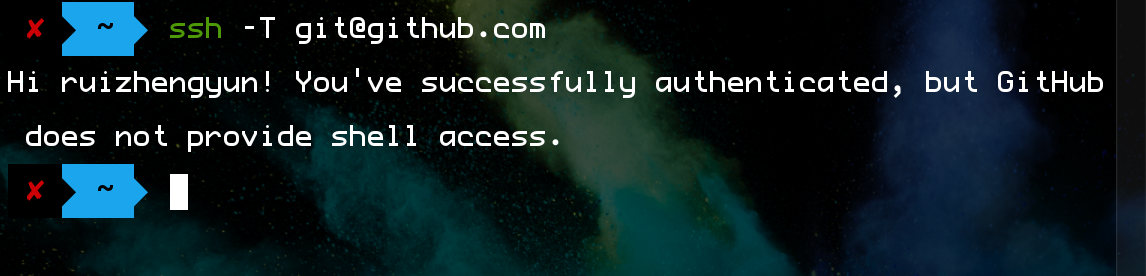 ✘ ~ ssh -T git@github.com
Hi ruizhengyun! You've successfully authenticated, but GitHub
does not provide shell access.
✘ ~